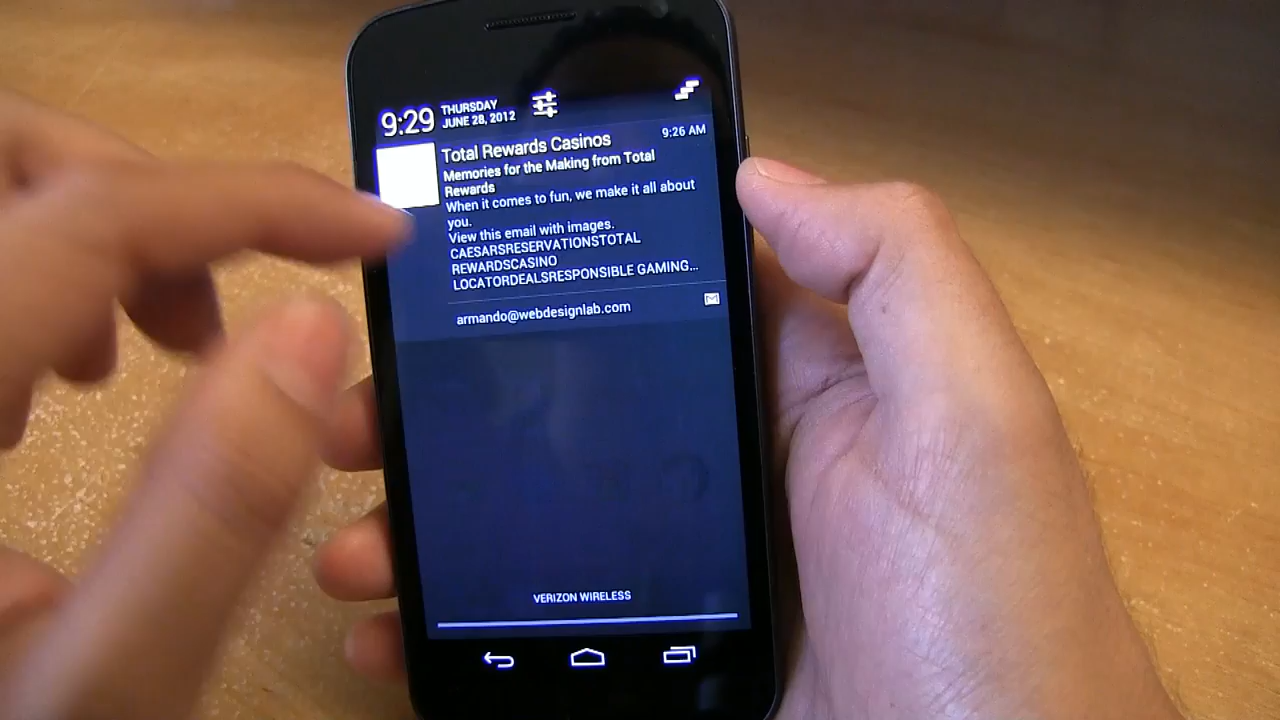 9:29
THURSDAY
JUNE 28, 2012
Total Rewards Casinos
9:26 AM
Memories for the Making from Total
Rewards
When it comes to fun, we make it all about
you.
View this email with images.
CAESARSRESERVATIONSTOTAL
REWARDSCASINO
LOCATORDEALSRESPONSIBLE GAMING...
armando@webdesignlab.com
VERIZON WIRELESS